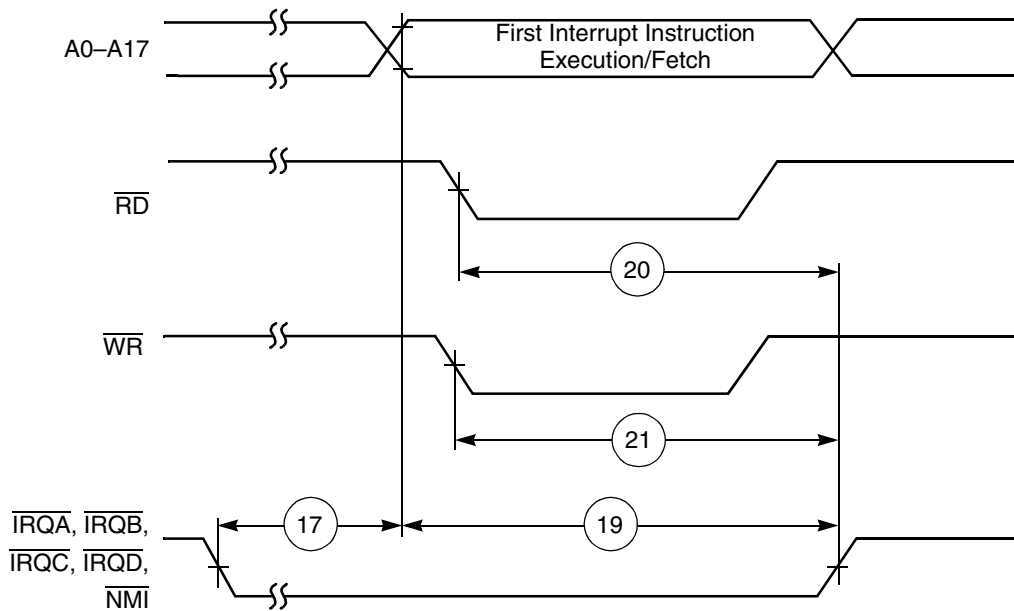 A0–A17
First Interrupt Instruction
Execution/Fetch
RD
20
WR
21
IRQA, IRQB,
IRQC, IRQD,
NMI
17
19